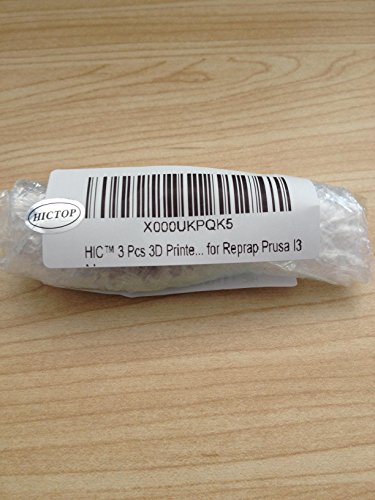 HICTOP
X000UKPQK5
HIC™ 3 Pcs 3D Printe... for Reprap Prusa I3